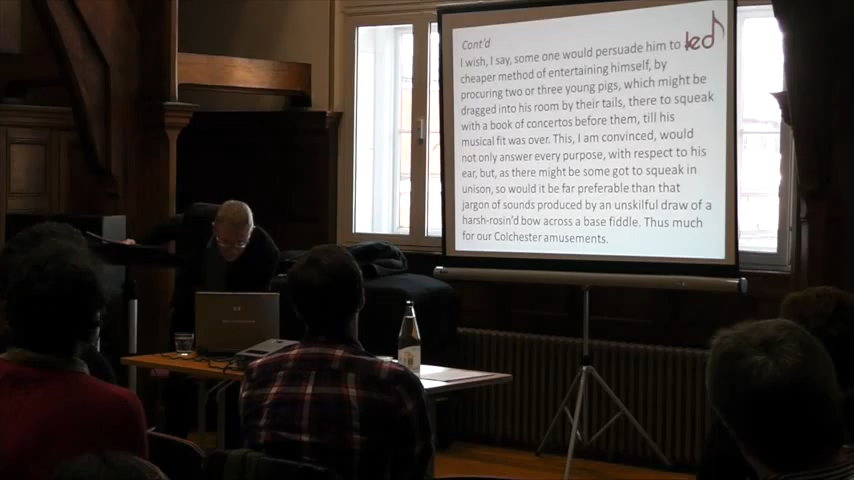 Cont'd
I wish, I say, some one would persuade him to
led
cheaper method of entertaining himself, by
procuring two or three young pigs, which might be
dragged into his room by their tails, there to squeak
with a book of concertos before them, till his
musical fit was over. This, I am convinced, would
not only answer every purpose, with respect to his
ear, but, as there might be some got to squeak in
unison, so would it be far preferable than that
jargon of sounds produced by an unskilful draw of a
harsh-rosin'd bow across a base fiddle. Thus much
for our Colchester amusements.